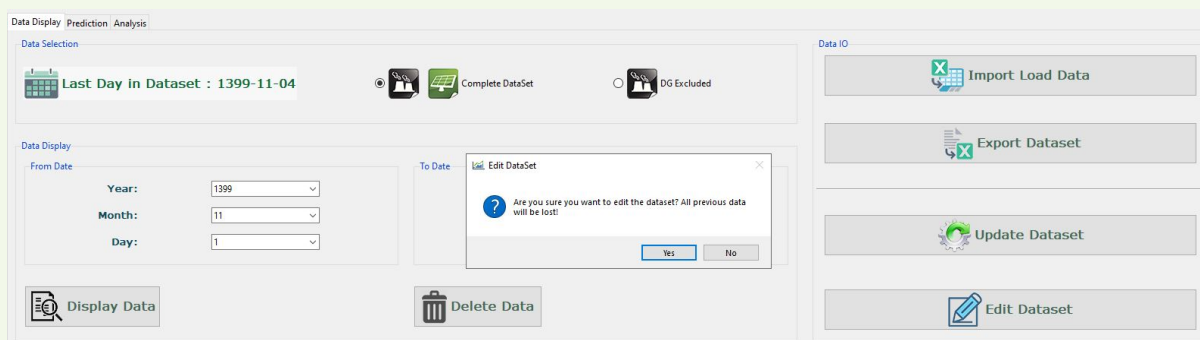 Data Display Prediction Analysis
Data Selection
Last Day in Dataset : 1399-11-04
Complete DataSet
DG Excluded
Data Display
From Date
Year: 1399
Month: 11
Day: 1
To Date
Display Data
Delete Data
Edit DataSet
Are you sure you want to edit the dataset? All previous data
will be lost!
Yes No
Data IO
Import Load Data
Export Dataset
Update Dataset
Edit Dataset